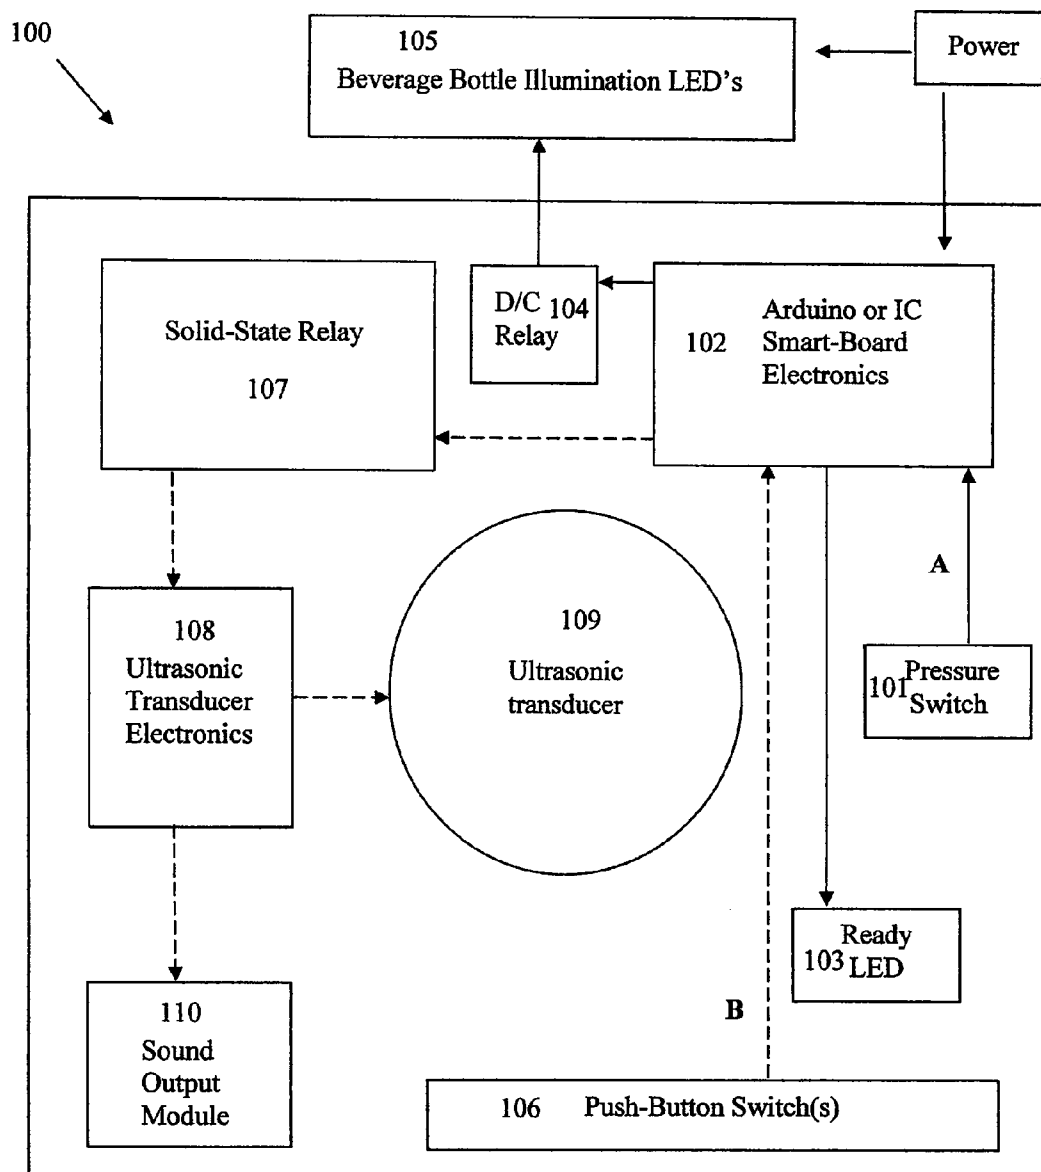 100
105
Beverage Bottle Illumination LED's
Power
Solid-State Relay
107
D/C 104
Relay
102
Arduino or IC
Smart-Board
Electronics
A
108
Ultrasonic
Transducer
Electronics
109
Ultrasonic
transducer
101 Pressure
Switch
Ready
103 LED
B
110
Sound
Output
Module
106 Push-Button Switch(s)